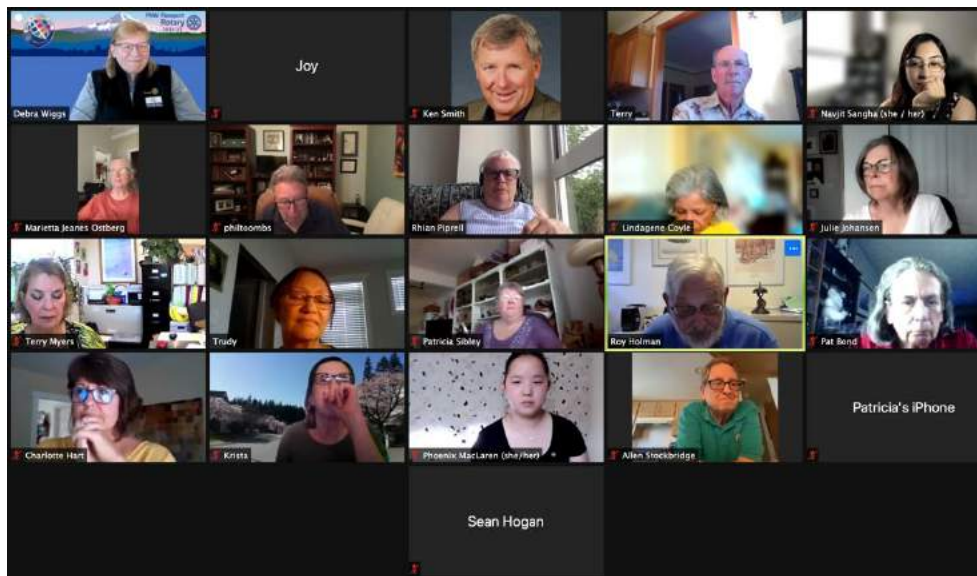 Rotary
Debra Wiggs
Joy
Ken Smith
Terry
Navjit Sangha (she / her)
Marietta Jeanes Ostberg
philtoombs
Rhian Piprell
Lindagene Coyle
Julie Johansen
Terry Myers
Trudy
Patricia Sibley
Roy Holman
Pat Bond
Charlotte Hart
Krista
Phoenix MacLaren (she/her)
Allen Stockbridge
Patricia's iPhone
Sean Hogan